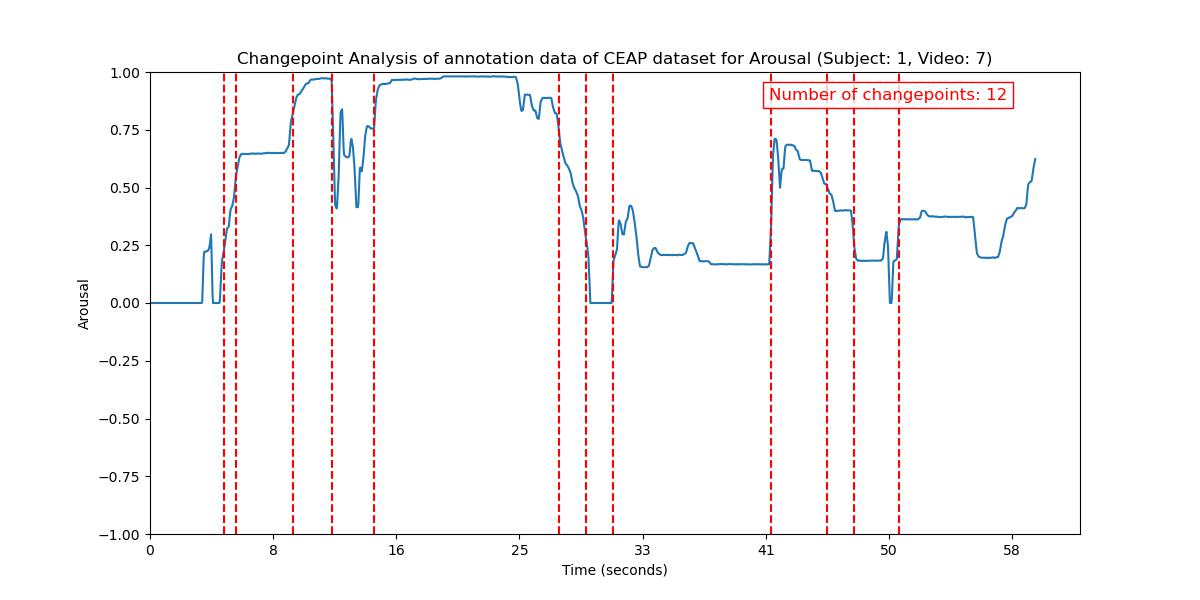 Changepoint Analysis of annotation data of CEAP dataset for Arousal (Subject: 1, Video: 7)
Number of changepoints: 12
Arousal
1.00
0.75
0.50
0.25
0.00
−0.25
−0.50
−0.75
−1.00
0 8 16 25 33 41 50 58
Time (seconds)